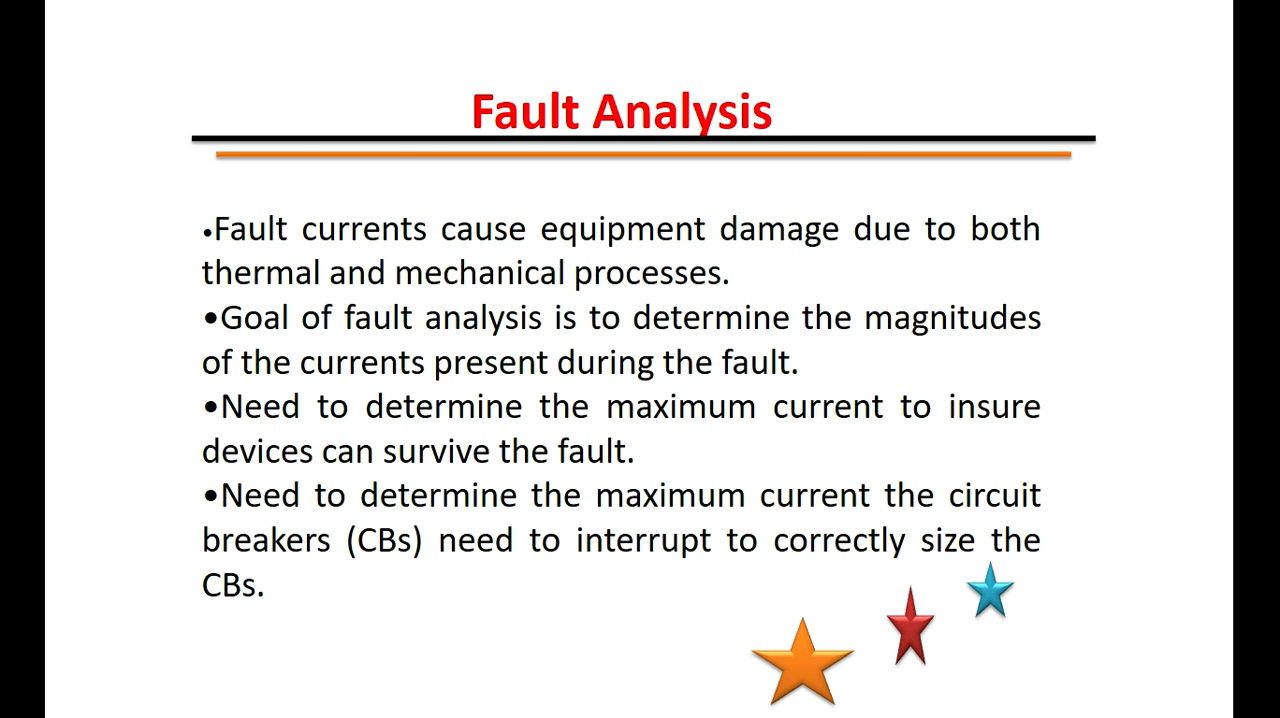 Fault Analysis
•Fault currents cause equipment damage due to both
thermal and mechanical processes.
•Goal of fault analysis is to determine the magnitudes
of the currents present during the fault.
•Need to determine the maximum current to insure
devices can survive the fault.
•Need to determine the maximum current the circuit
breakers (CBs) need to interrupt to correctly size the
CBs.